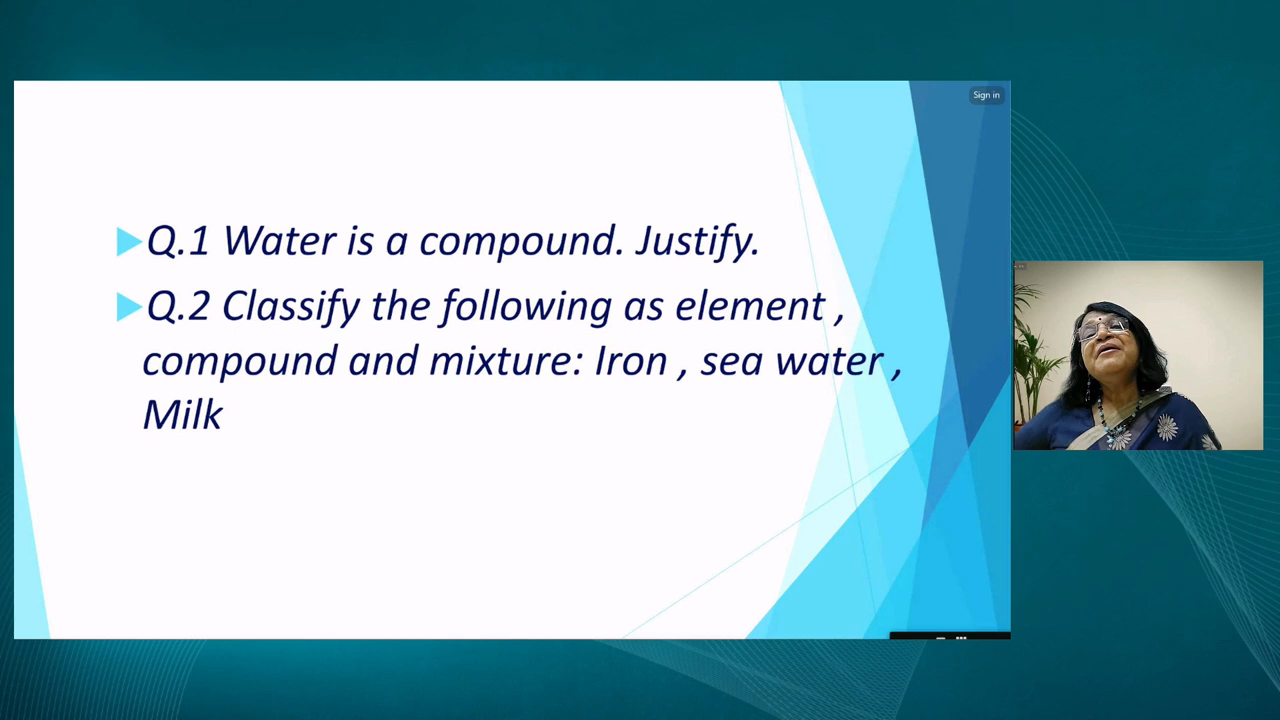 Sign in
Q.1 Water is a compound. Justify.
Q.2 Classify the following as element ,
compound and mixture: Iron , sea water ,
Milk